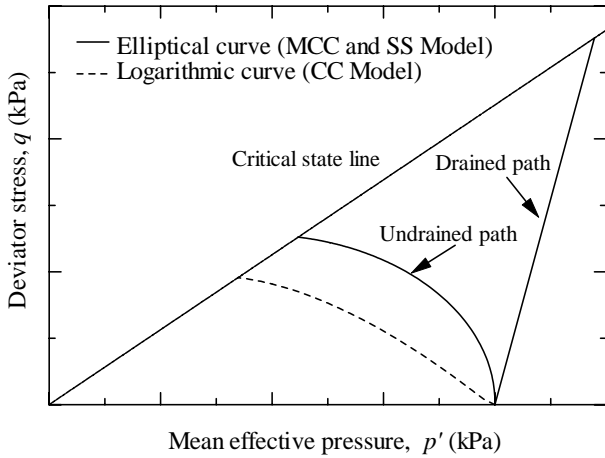 Elliptical curve (MCC and SS Model)
Logarithmic curve (CC Model)
Critical state line
Drained path
Undrained path
Deviator stress, q (kPa)
Mean effective pressure, p' (kPa)